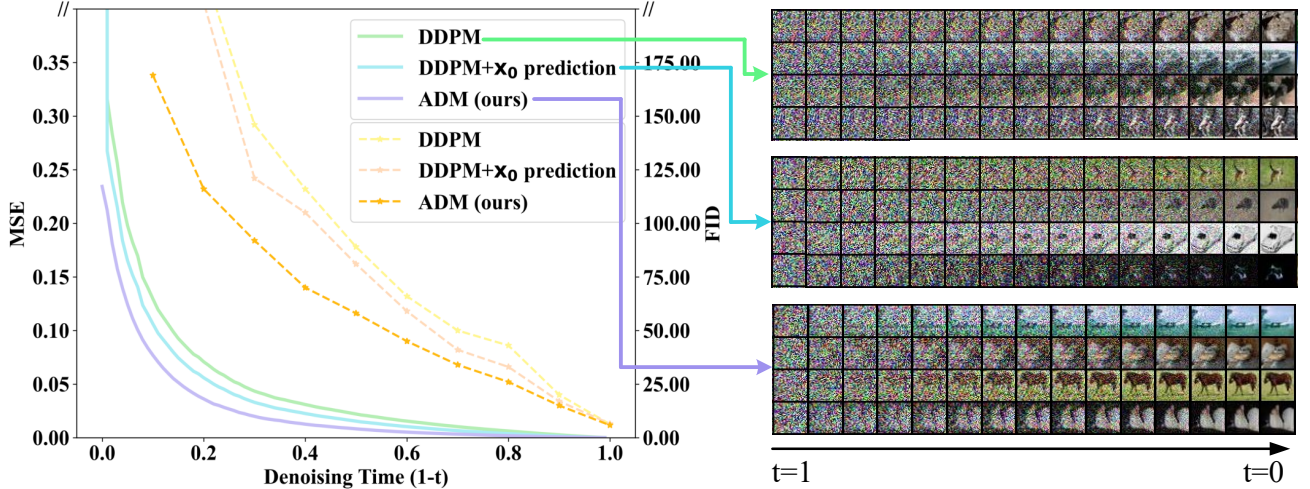 // //
DDPM
DDPM+x₀ prediction
ADM (ours)
DDPM
DDPM+x₀ prediction
ADM (ours)
0.35
0.30
0.25
0.20
0.15
0.10
0.05
0.00
MSE
175.00
150.00
125.00
100.00
75.00
50.00
25.00
0.00
FID
0.0 0.2 0.4 0.6 0.8 1.0
Denoising Time (1-t)
t=1 t=0